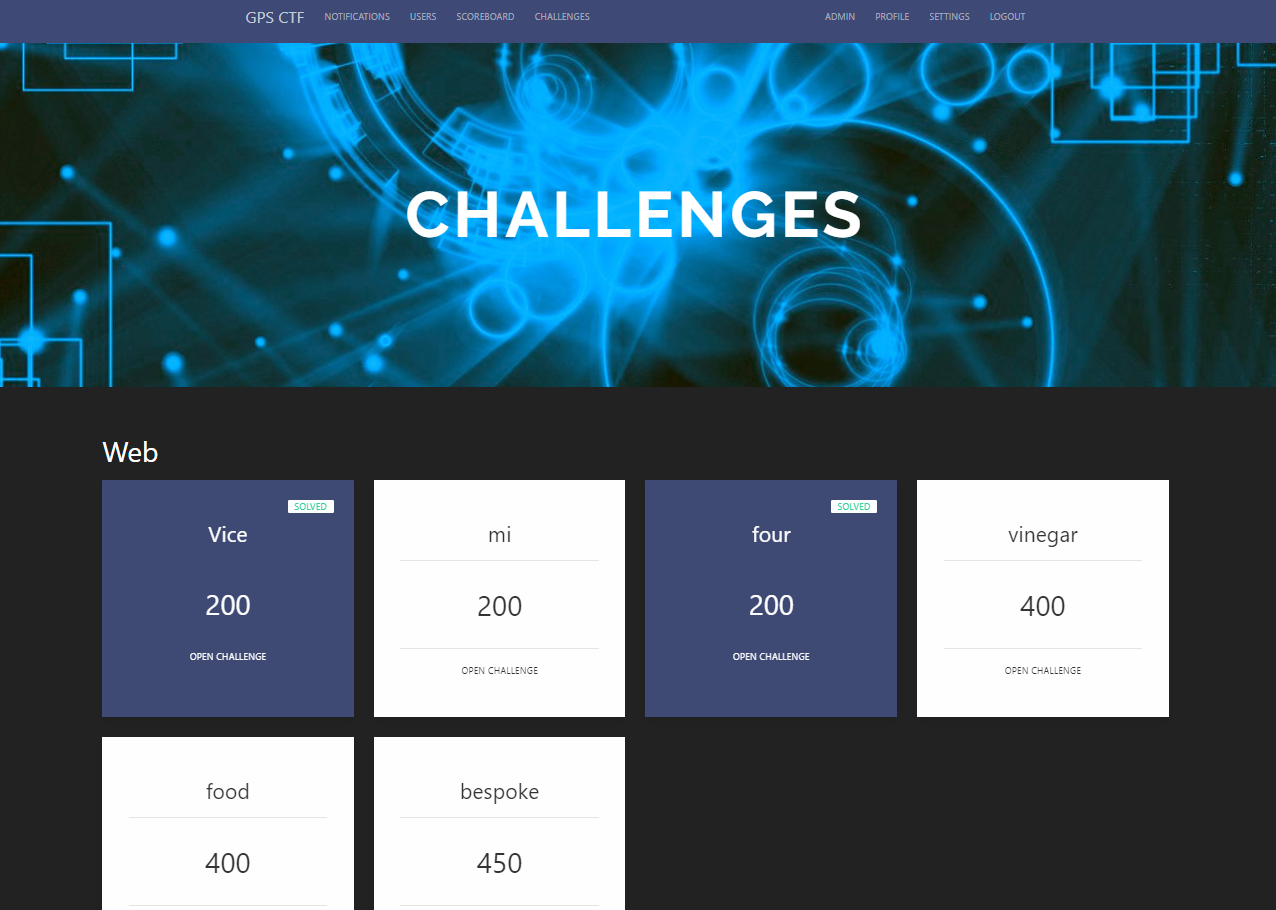 GPS CTF NOTIFICATIONS USERS SCOREBOARD CHALLENGES ADMIN PROFILE SETTINGS LOGOUT
CHALLENGES
Web
SOLVED
Vice
200
OPEN CHALLENGE
mi
200
OPEN CHALLENGE
SOLVED
four
200
OPEN CHALLENGE
vinegar
400
OPEN CHALLENGE
food
400
bespoke
450